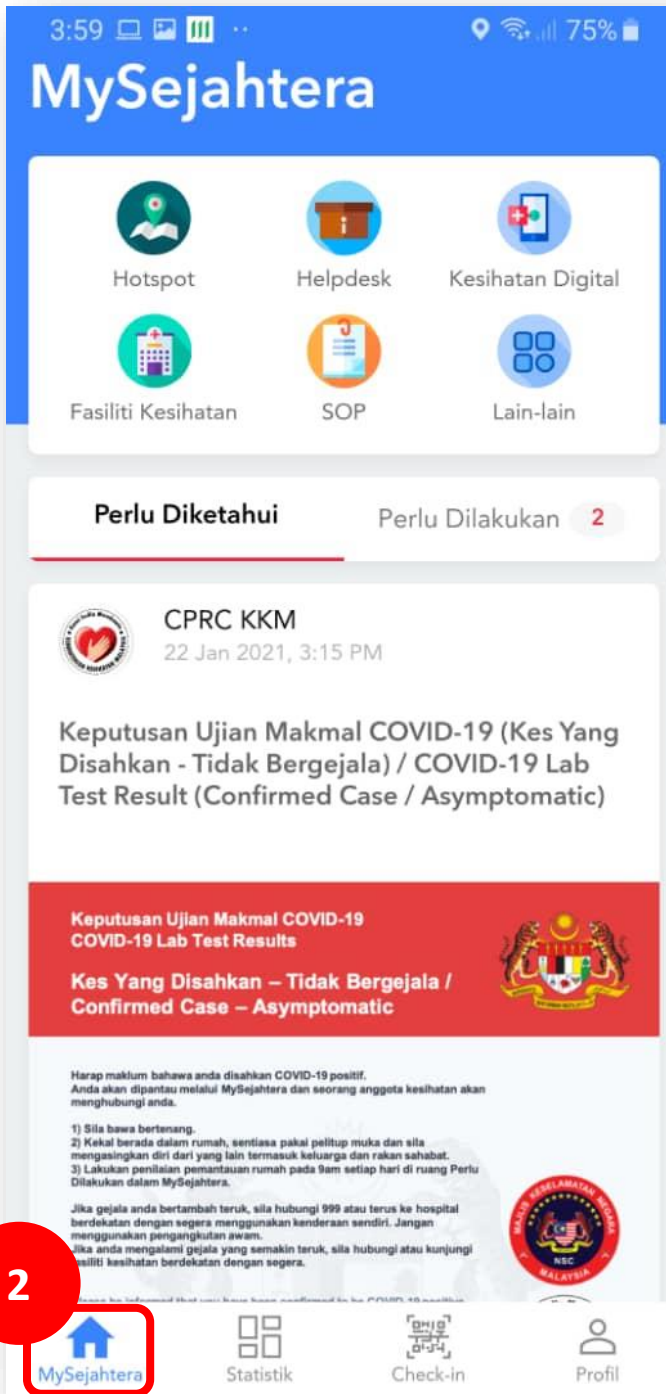 3:59
75%
MySejahtera
Hotspot
Helpdesk
Kesihatan Digital
Fasiliti Kesihatan
SOP
Lain-lain
Perlu Diketahui
Perlu Dilakukan 2
CPRC KKM
22 Jan 2021, 3:15 PM
Keputusan Ujian Makmal COVID-19 (Kes Yang
Disahkan - Tidak Bergejala) / COVID-19 Lab
Test Result (Confirmed Case / Asymptomatic)
Keputusan Ujian Makmal COVID-19
COVID-19 Lab Test Results
Kes Yang Disahkan – Tidak Bergejala /
Confirmed Case – Asymptomatic
Harap maklum bahawa anda disahkan COVID-19 positif.
Anda akan dipantau melalui MySejahtera dan seorang anggota kesihatan akan
menghubungi anda.
1) Sila bawa bertenang.
2) Kekal berada dalam rumah, sentiasa pakai pelitup muka dan sila
mengasingkan diri dari yang lain termasuk keluarga dan rakan sahabat.
3) Lakukan penilaian pemantauan rumah pada 9am setiap hari di ruang Perlu
Dilakukan dalam MySejahtera.
Jika gejala anda bertambah teruk, sila hubungi 999 atau terus ke hospital
berdekatan dengan segera menggunakan kenderaan sendiri. Jangan
menggunakan pengangkutan awam.
Jika anda mengalami gejala yang semakin teruk, sila hubungi atau kunjungi
fasiliti kesihatan berdekatan dengan segera.
MAJLIS KESELAMATAN NEGARA
NSC
MALAYSIA
2
MySejahtera
Statistik
Check-in
Profil